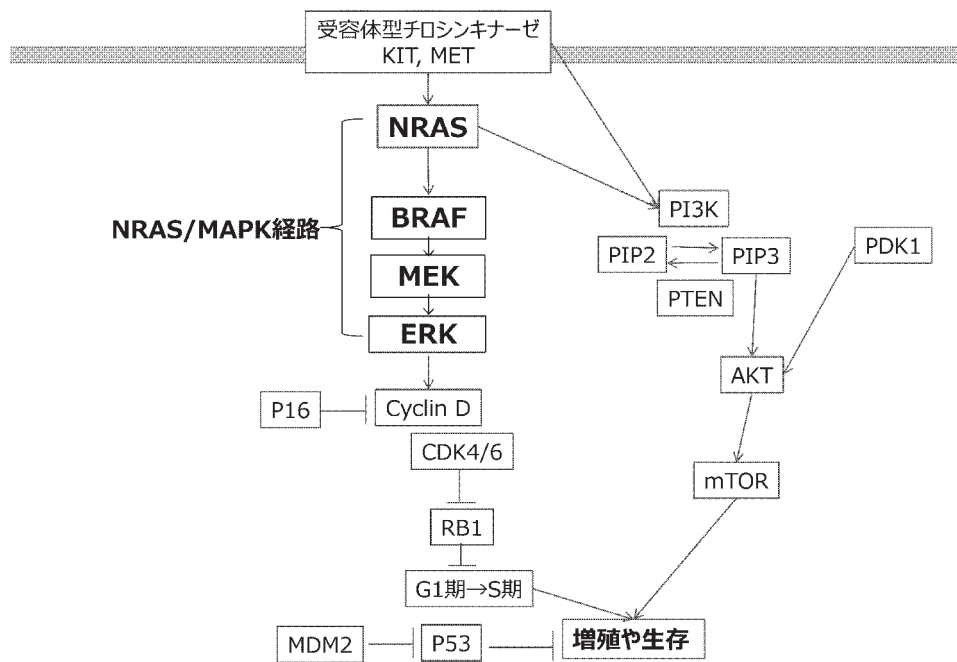 受容体型チロシンキナーゼ
KIT, MET
NRAS
BRAF
NRAS/MAPK経路
MEK
ERK
PI3K
PIP2
PIP3
PDK1
PTEN
AKT
P16
Cyclin D
CDK4/6
mTOR
RB1
G1期→S期
MDM2
P53
増殖や生存